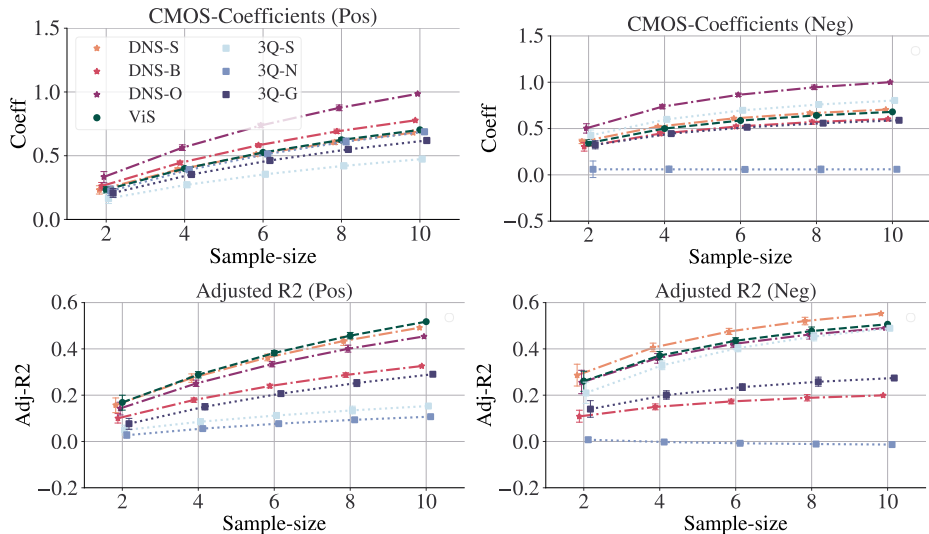 CMOS-Coefficients (Pos)
1.5
1.0
0.5
0.0
Coeff
DNS-S
DNS-B
DNS-O
ViS
3Q-S
3Q-N
3Q-G
2 4 6 8 10
Sample-size
CMOS-Coefficients (Neg)
1.5
1.0
0.5
0.0
−0.5
Coeff
2 4 6 8 10
Sample-size
Adjusted R2 (Pos)
0.6
0.4
0.2
0.0
−0.2
Adj-R2
2 4 6 8 10
Sample-size
Adjusted R2 (Neg)
0.6
0.4
0.2
0.0
−0.2
Adj-R2
2 4 6 8 10
Sample-size